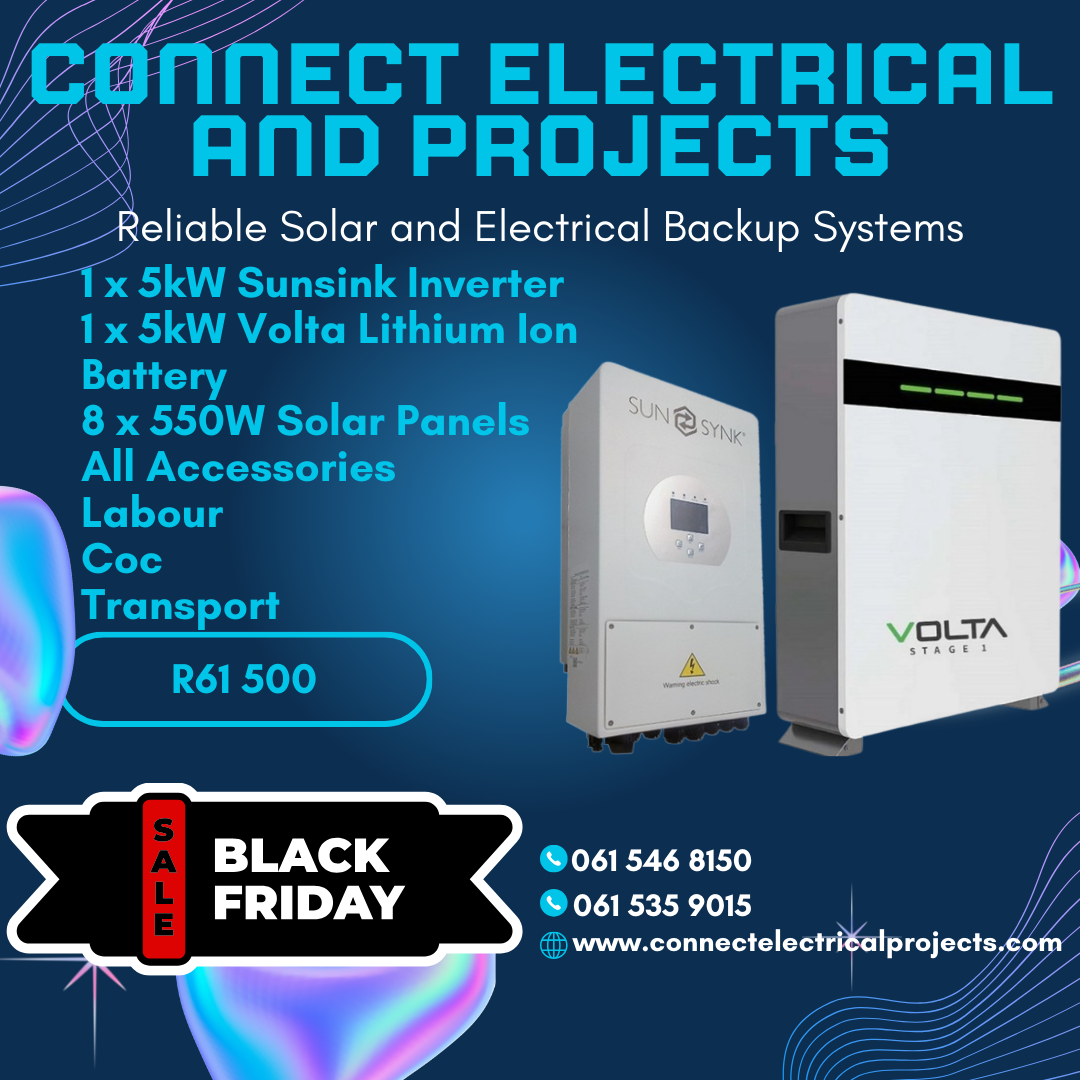 CONNECT ELECTRICAL
AND PROJECTS
Reliable Solar and Electrical Backup Systems
1 x 5kW Sunsink Inverter
1 x 5kW Volta Lithium Ion
Battery
8 x 550W Solar Panels
All Accessories
Labour
Coc
Transport
R61 500
SUN SYNK
Warning electric shock
VOLTA
STAGE 1
SALE
BLACK
FRIDAY
061 546 8150
061 535 9015
www.connectelectricalprojects.com